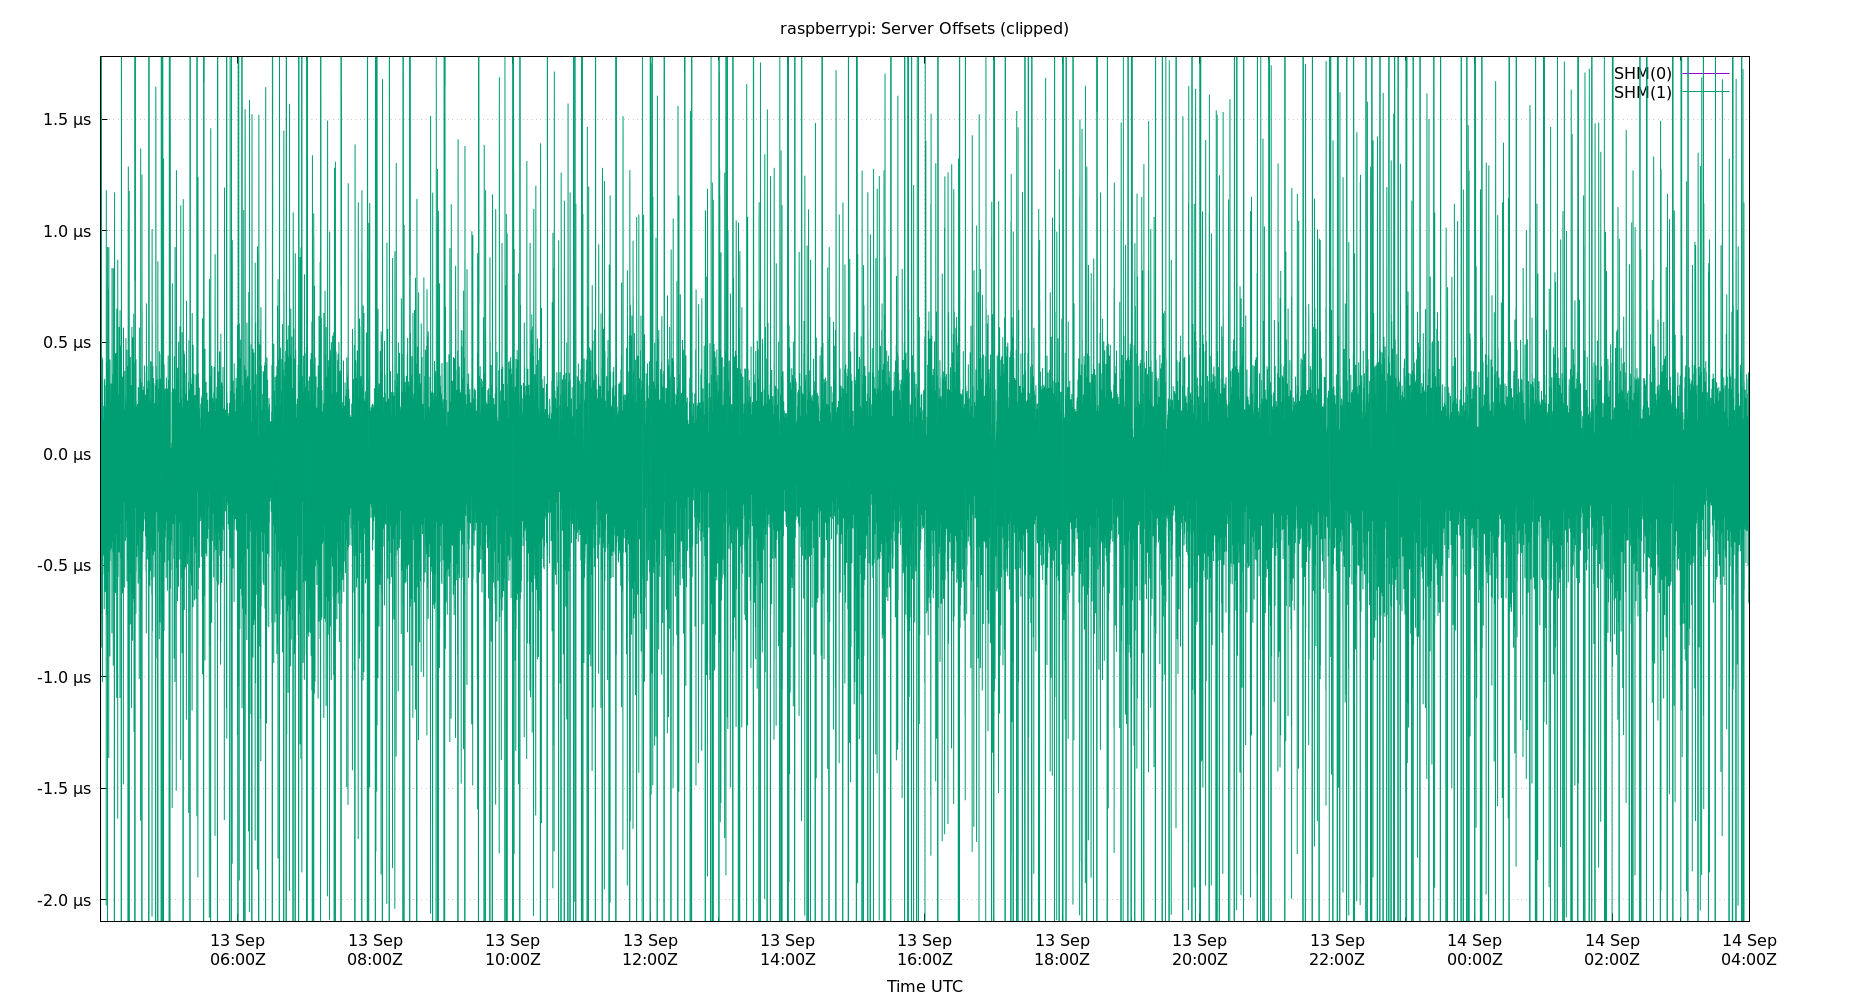 raspberrypi: Server Offsets (clipped)
SHM(0)
SHM(1)
1.5 µs
1.0 µs
0.5 µs
0.0 µs
-0.5 µs
-1.0 µs
-1.5 µs
-2.0 µs
13 Sep 13 Sep 13 Sep 13 Sep 13 Sep 13 Sep 13 Sep 13 Sep 13 Sep 14 Sep 14 Sep 14 Sep
06:00Z 08:00Z 10:00Z 12:00Z 14:00Z 16:00Z 18:00Z 20:00Z 22:00Z 00:00Z 02:00Z 04:00Z
Time UTC